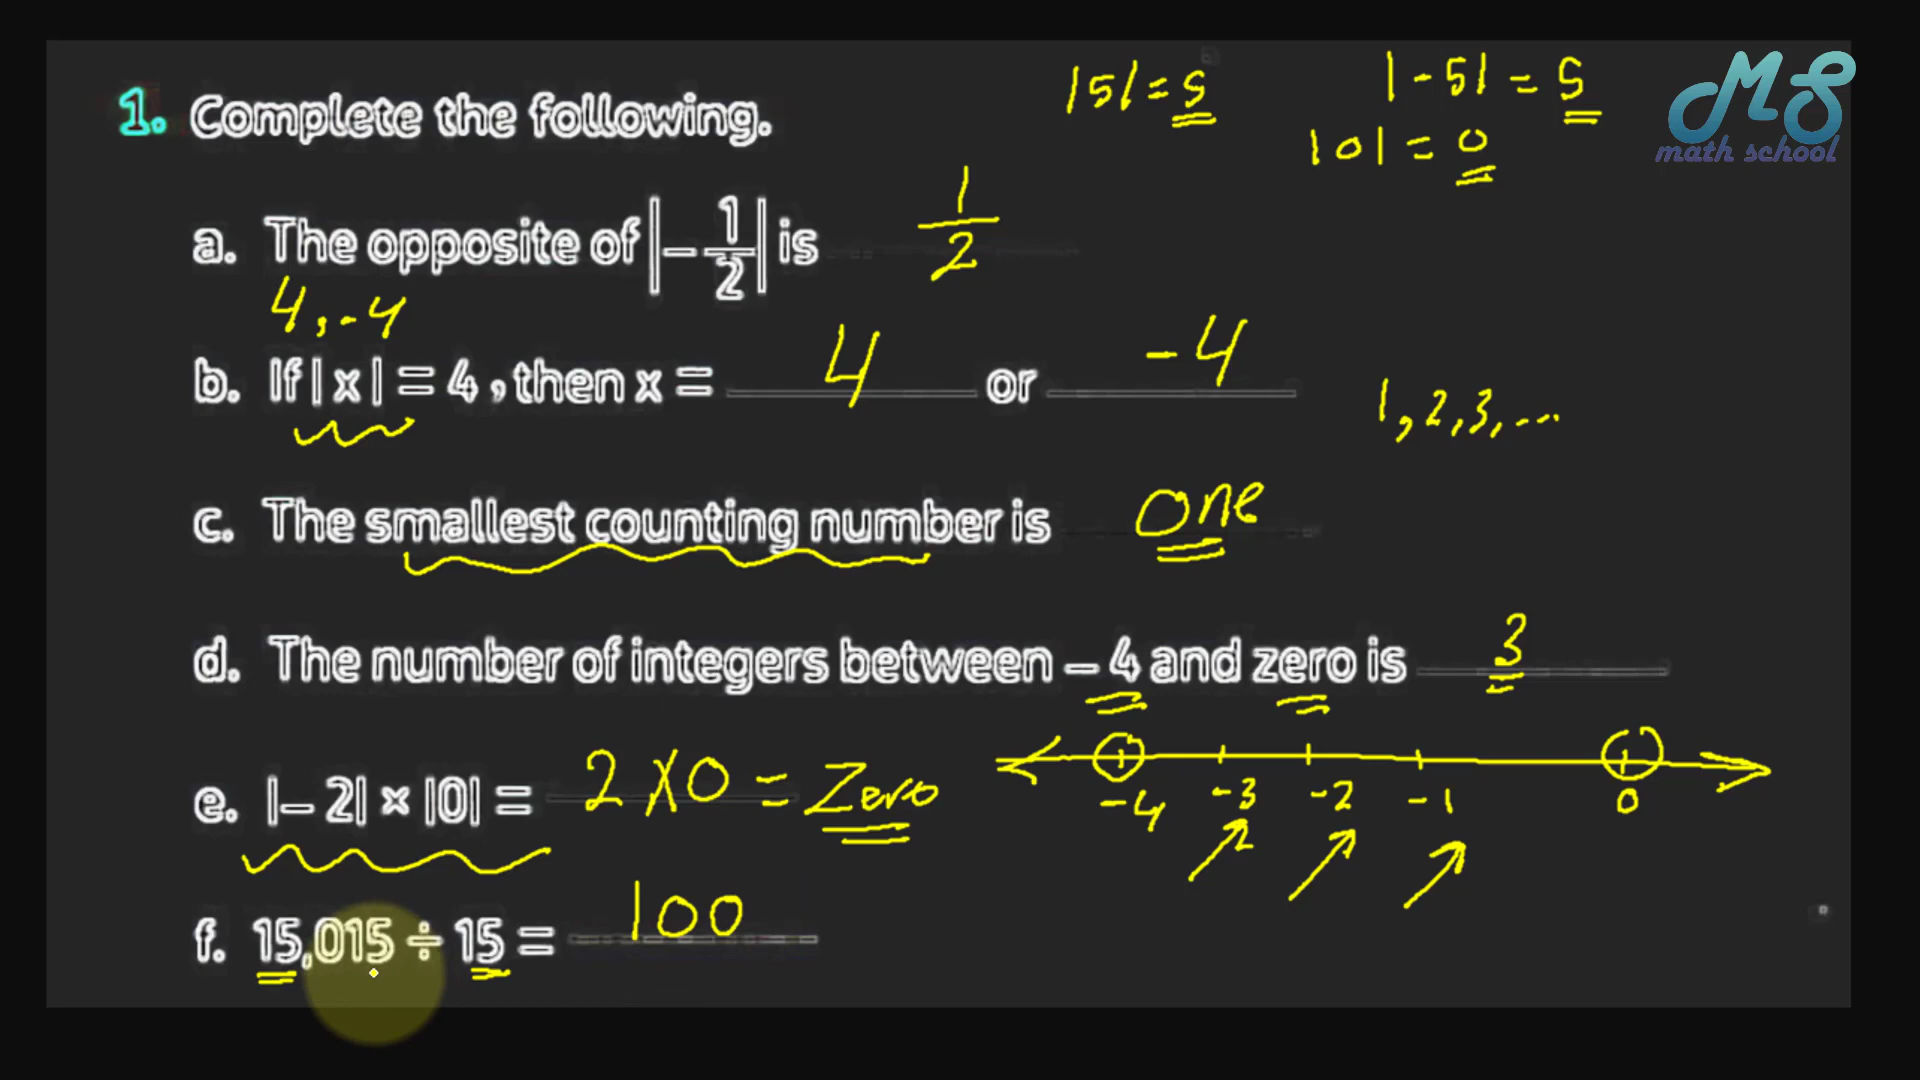 |5| = 5 |-5| = 5
MS
math school
|0| = 0
1. Complete the following.
a. The opposite of |-1/2| is 1/2
4, -4
b. If | x | = 4 , then x = 4 or -4
1, 2, 3, ...
c. The smallest counting number is one
d. The number of integers between – 4 and zero is 3
-4 -3 -2 -1 0
e. |– 2| × |0| = 2 X 0 = Zero
f. 15,015 ÷ 15 = 100